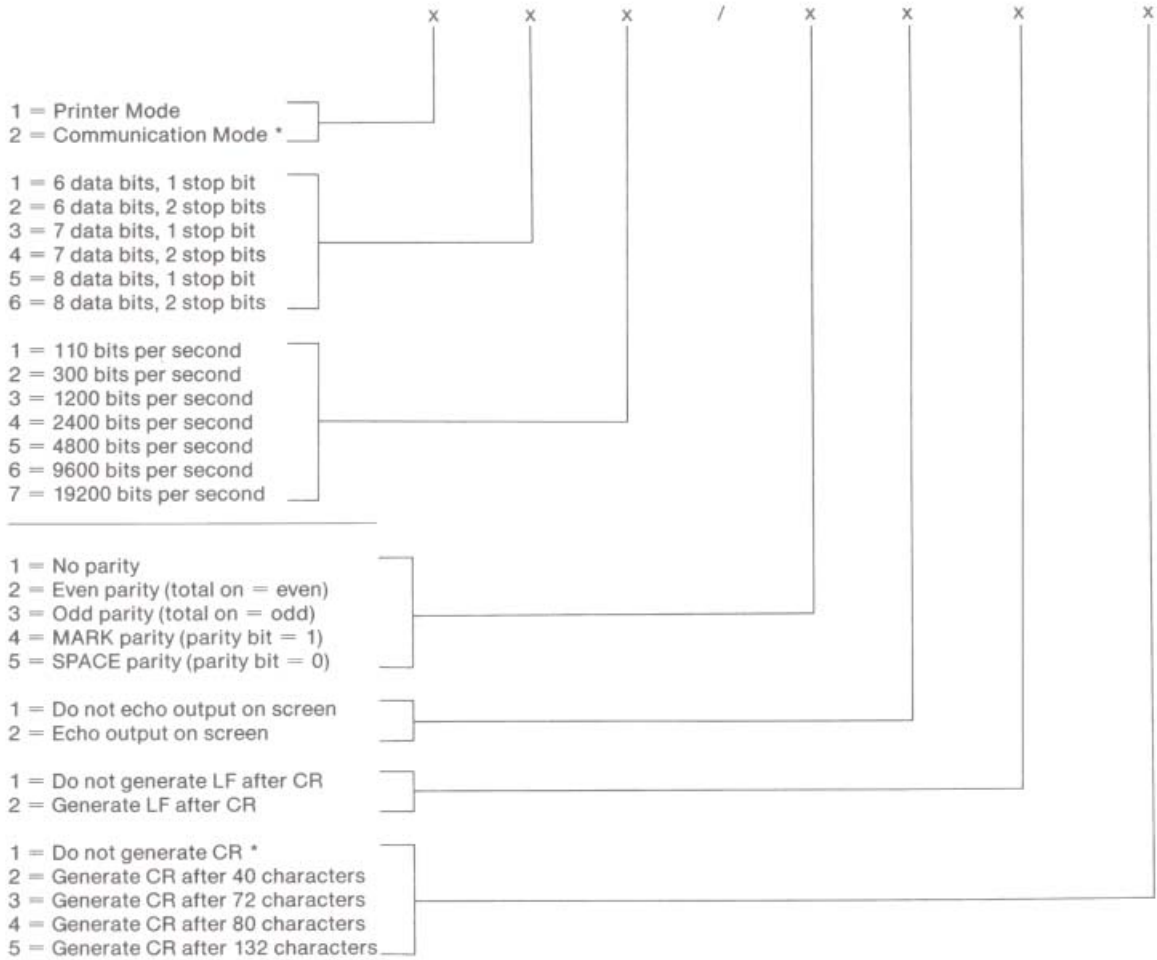 x x x / x x x x
1 = Printer Mode
2 = Communication Mode *
1 = 6 data bits, 1 stop bit
2 = 6 data bits, 2 stop bits
3 = 7 data bits, 1 stop bit
4 = 7 data bits, 2 stop bits
5 = 8 data bits, 1 stop bit
6 = 8 data bits, 2 stop bits
1 = 110 bits per second
2 = 300 bits per second
3 = 1200 bits per second
4 = 2400 bits per second
5 = 4800 bits per second
6 = 9600 bits per second
7 = 19200 bits per second
1 = No parity
2 = Even parity (total on = even)
3 = Odd parity (total on = odd)
4 = MARK parity (parity bit = 1)
5 = SPACE parity (parity bit = 0)
1 = Do not echo output on screen
2 = Echo output on screen
1 = Do not generate LF after CR
2 = Generate LF after CR
1 = Do not generate CR *
2 = Generate CR after 40 characters
3 = Generate CR after 72 characters
4 = Generate CR after 80 characters
5 = Generate CR after 132 characters